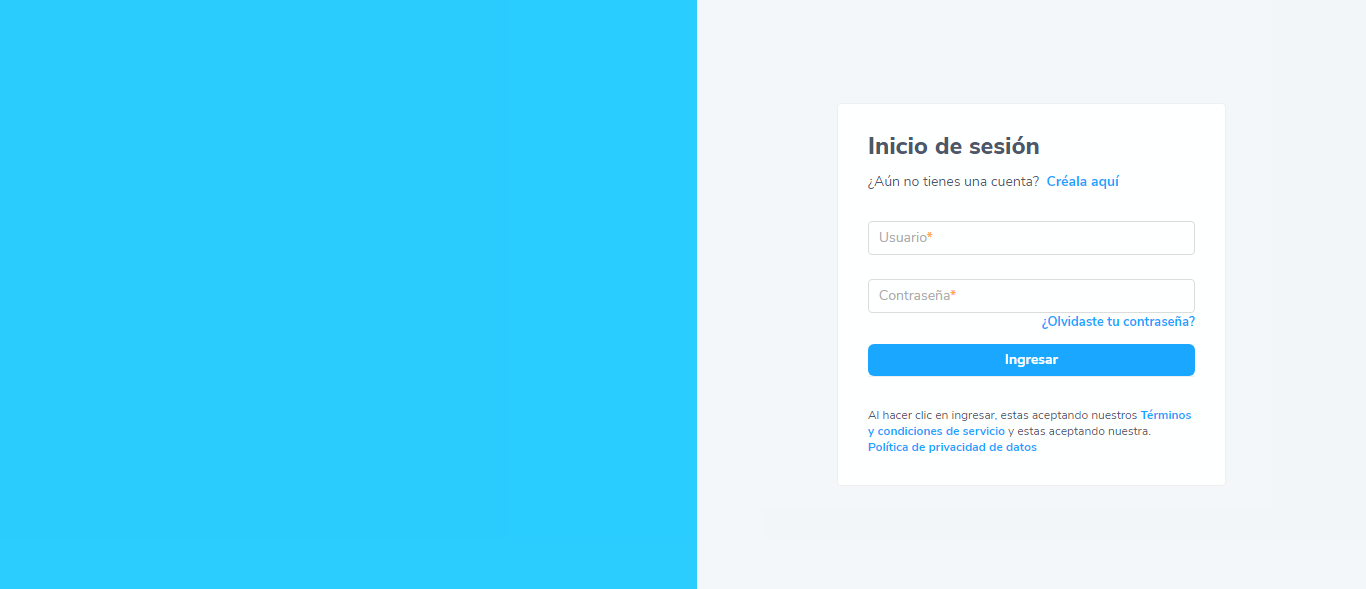 Inicio de sesión
¿Aún no tienes una cuenta? Créala aquí
Usuario*
Contraseña*
¿Olvidaste tu contraseña?
Ingresar
Al hacer clic en ingresar, estas aceptando nuestros Términos
y condiciones de servicio y estas aceptando nuestra.
Política de privacidad de datos